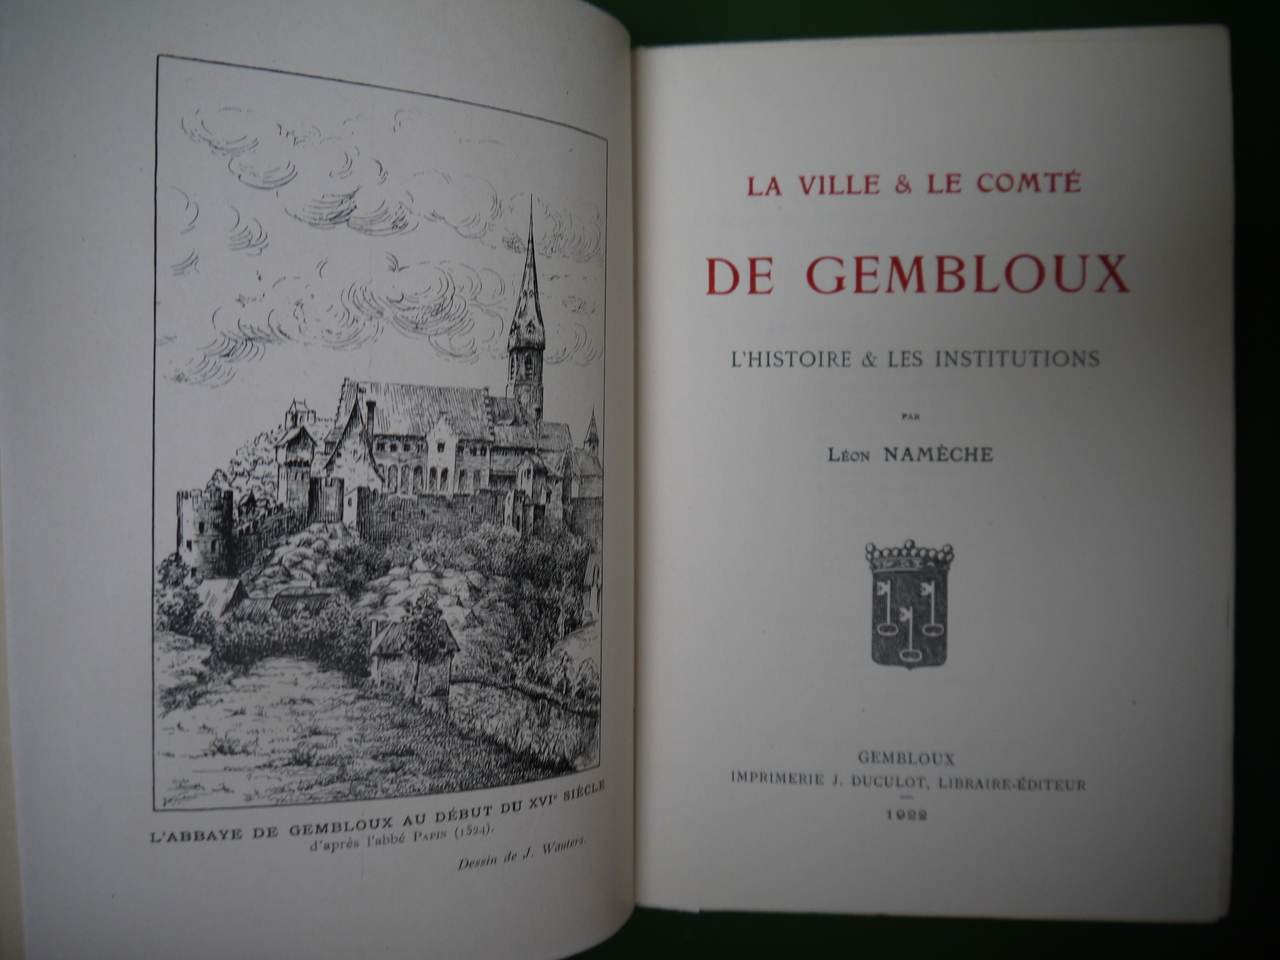 L'ABBAYE DE GEMBLOUX AU DÉBUT DU XVIe SIÈCLE
d'après l'abbé PAPIN (1524).
Dessin de J. Wauters.
LA VILLE & LE COMTÉ
DE GEMBLOUX
L'HISTOIRE & LES INSTITUTIONS
PAR
LÉON NAMÈCHE
GEMBLOUX
IMPRIMERIE J. DUCULOT, LIBRAIRE-ÉDITEUR
1922